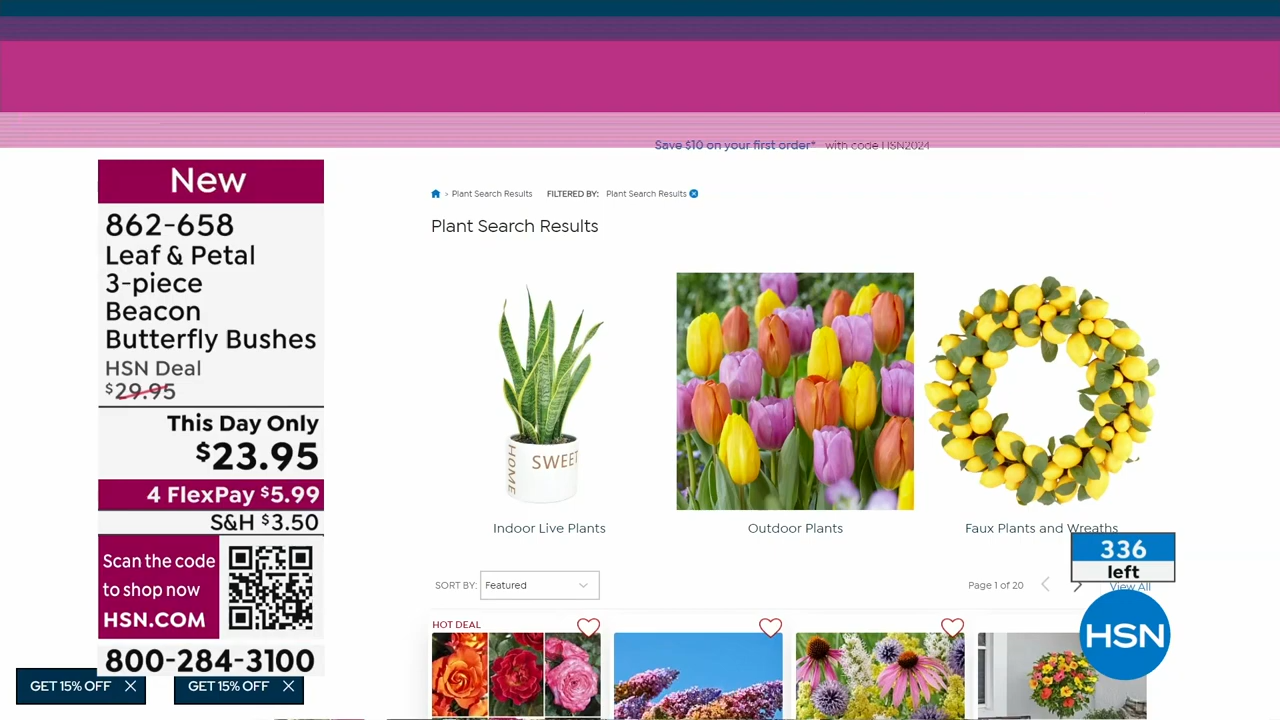 Save $10 on your first order* with code HSN2024
New
862-658
Leaf & Petal
3-piece
Beacon
Butterfly Bushes
HSN Deal
$29.95
This Day Only
$23.95
4 FlexPay $5.99
S&H $3.50
Scan the code
to shop now
HSN.COM
800-284-3100
GET 15% OFF
GET 15% OFF
Plant Search Results FILTERED BY: Plant Search Results
Plant Search Results
HOME
SWEET
Indoor Live Plants
Outdoor Plants
Faux Plants and Wreaths
336
left
SORT BY: Featured
Page 1 of 20
View All
HOT DEAL
HSN